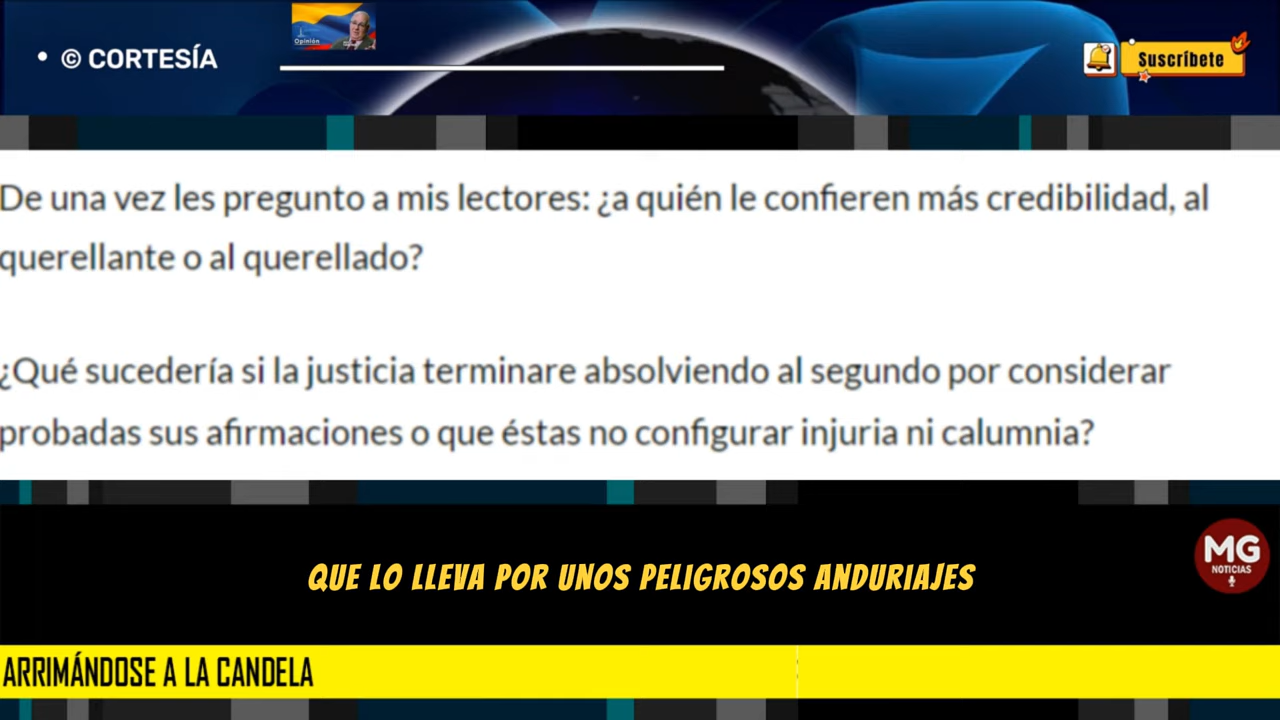 • © CORTESÍA
Opinión
Suscríbete
De una vez les pregunto a mis lectores: ¿a quién le confieren más credibilidad, al
querellante o al querellado?
¿Qué sucedería si la justicia terminare absolviendo al segundo por considerar
probadas sus afirmaciones o que éstas no configurar injuria ni calumnia?
QUE LO LLEVA POR UNOS PELIGROSOS ANDURIAJES
MG
NOTICIAS
ARRIMÁNDOSE A LA CANDELA